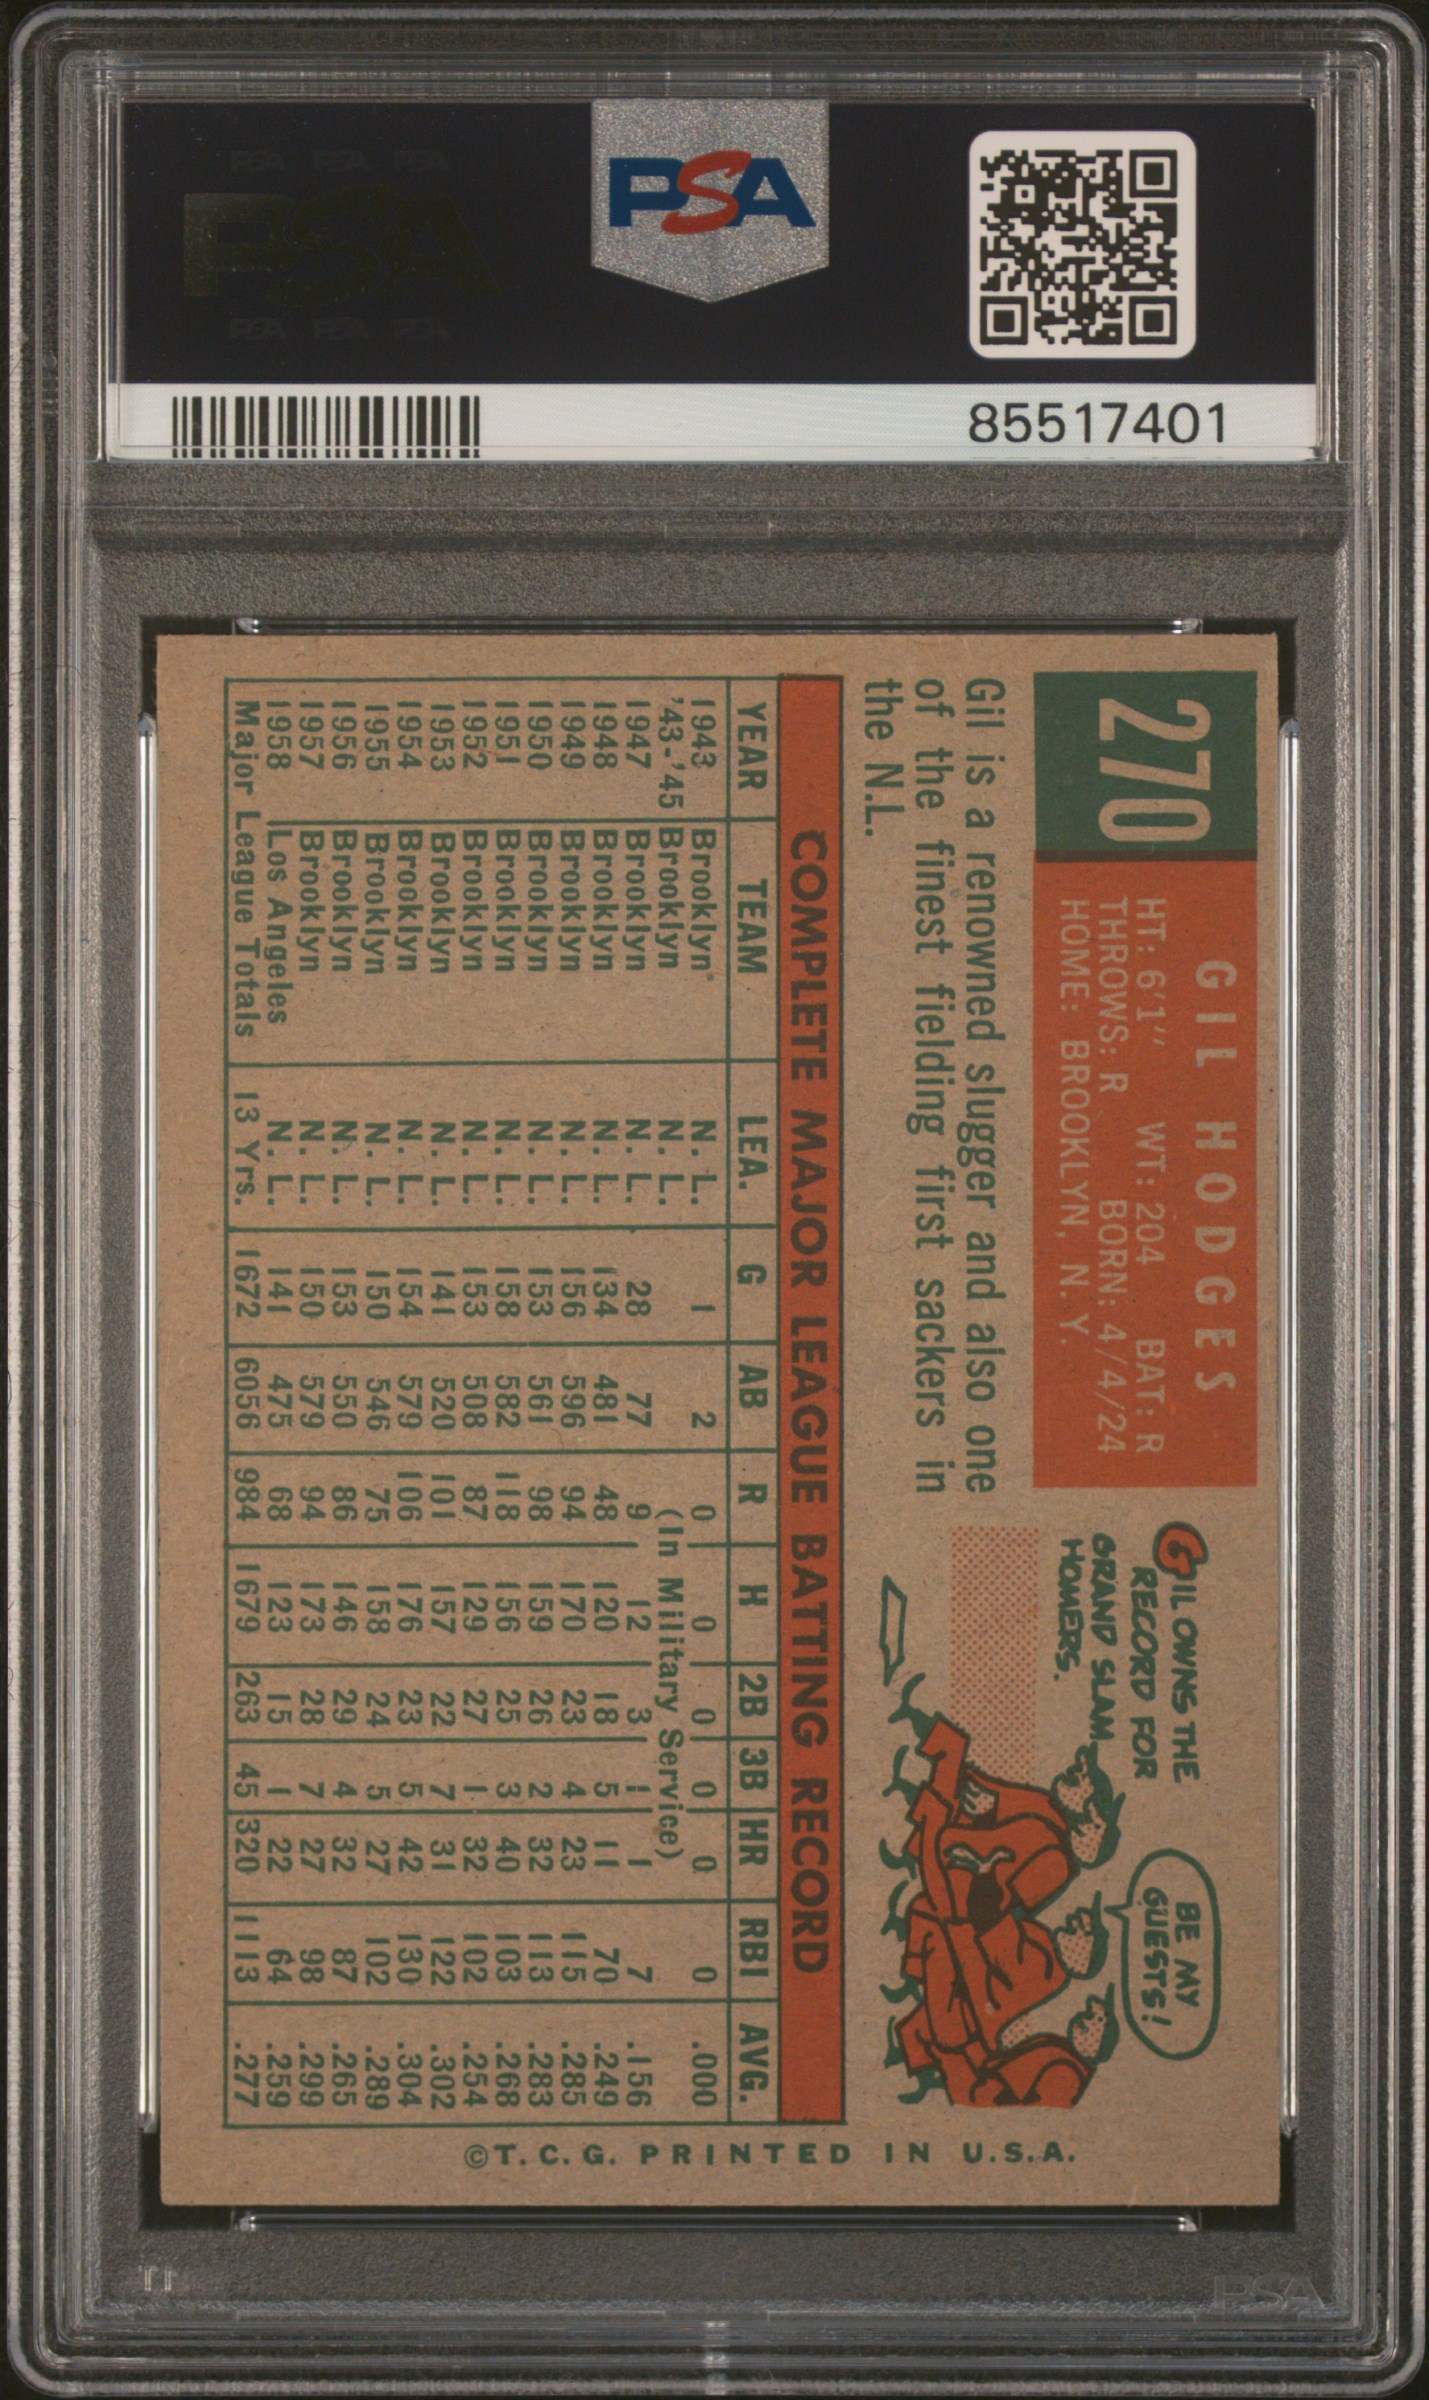 PSA
PSA PSA PSA
PSA
PSA PSA PSA
85517401
270
GIL HODGES
HT: 6'1" WT: 204 BAT: R
THROWS: R BORN: 4/4/24
HOME: BROOKLYN, N. Y.
Gil is a renowned slugger and also one
of the finest fielding first sackers in
the N.L.
GIL OWNS THE
RECORD FOR
GRAND SLAM
HOMERS.
BE MY
GUESTS!
COMPLETE MAJOR LEAGUE BATTING RECORD
YEAR TEAM LEA. G AB R H 2B 3B HR RBI AVG.
1943 Brooklyn N. L. 1 2 0 0 0 0 0 0 .000
'43-'45 Brooklyn N. L. (In Military Service)
1947 Brooklyn N. L. 28 77 9 12 3 1 1 7 .156
1948 Brooklyn N. L. 134 481 48 120 18 5 11 70 .249
1949 Brooklyn N. L. 156 596 94 170 23 4 23 115 .285
1950 Brooklyn N. L. 153 561 98 159 26 2 32 113 .283
1951 Brooklyn N. L. 158 582 118 156 25 3 40 103 .268
1952 Brooklyn N. L. 153 508 87 129 27 1 32 102 .254
1953 Brooklyn N. L. 141 520 101 157 22 7 31 122 .302
1954 Brooklyn N. L. 154 579 106 176 23 5 42 130 .304
1955 Brooklyn N. L. 150 546 75 158 24 5 27 102 .289
1956 Brooklyn N. L. 153 550 86 146 29 4 32 87 .265
1957 Brooklyn N. L. 150 579 94 173 28 7 27 98 .299
1958 Los Angeles N. L. 141 475 68 123 15 1 22 64 .259
Major League Totals 13 Yrs. 1672 6056 984 1679 263 45 320 1113 .277
©T. C. G. PRINTED IN U.S.A.
PSA